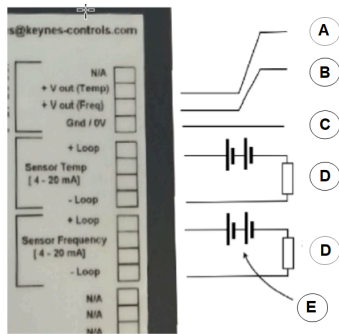 s@keynes-controls.com
N/A
+ V out (Temp)
+ V out (Freq)
Gnd / 0V
+ Loop
Sensor Temp
[ 4 - 20 mA]
- Loop
+ Loop
Sensor Frequency
[ 4 - 20 mA]
- Loop
N/A
N/A
N/A
A
B
C
D
D
E